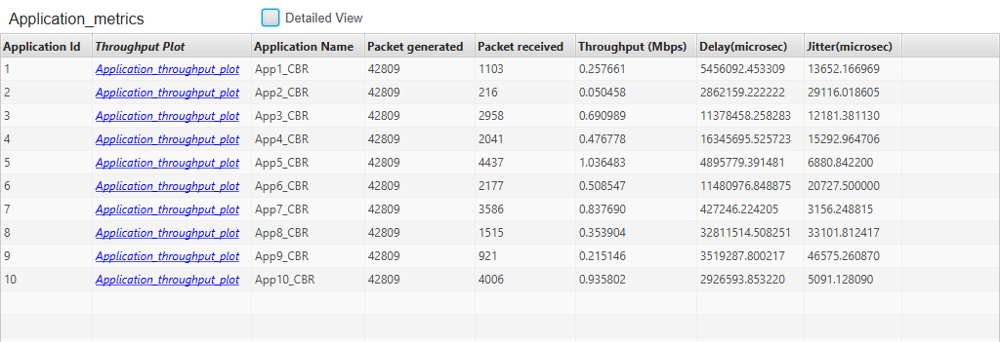 Application_metrics Detailed View
Application Id Throughput Plot Application Name Packet generated Packet received Throughput (Mbps) Delay(microsec) Jitter(microsec)
1 Application_throughput_plot App1_CBR 42809 1103 0.257661 5456092.453309 13652.166969
2 Application_throughput_plot App2_CBR 42809 216 0.050458 2862159.222222 29116.018605
3 Application_throughput_plot App3_CBR 42809 2958 0.690989 11378458.258283 12181.381130
4 Application_throughput_plot App4_CBR 42809 2041 0.476778 16345695.525723 15292.964706
5 Application_throughput_plot App5_CBR 42809 4437 1.036483 4895779.391481 6880.842200
6 Application_throughput_plot App6_CBR 42809 2177 0.508547 11480976.848875 20727.500000
7 Application_throughput_plot App7_CBR 42809 3586 0.837690 427246.224205 3156.248815
8 Application_throughput_plot App8_CBR 42809 1515 0.353904 32811514.508251 33101.812417
9 Application_throughput_plot App9_CBR 42809 921 0.215146 3519287.800217 46575.260870
10 Application_throughput_plot App10_CBR 42809 4006 0.935802 2926593.853220 5091.128090